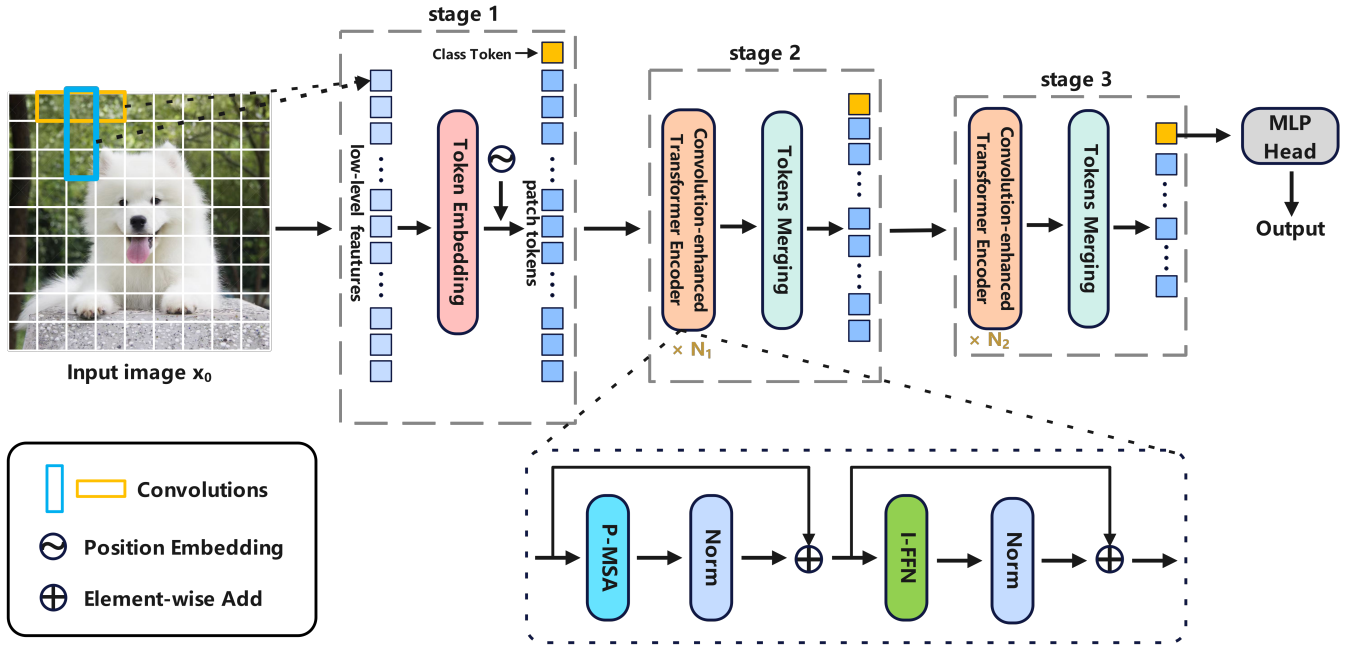 stage 1
stage 2
stage 3
Class Token
low-level feautures
Token Embedding
patch tokens
Convolution-enhanced
Transformer Encoder
× N₁
Tokens Merging
Convolution-enhanced
Transformer Encoder
× N₂
Tokens Merging
MLP
Head
Output
Input image x₀
Convolutions
Position Embedding
Element-wise Add
P-MSA
Norm
I-FFN
Norm